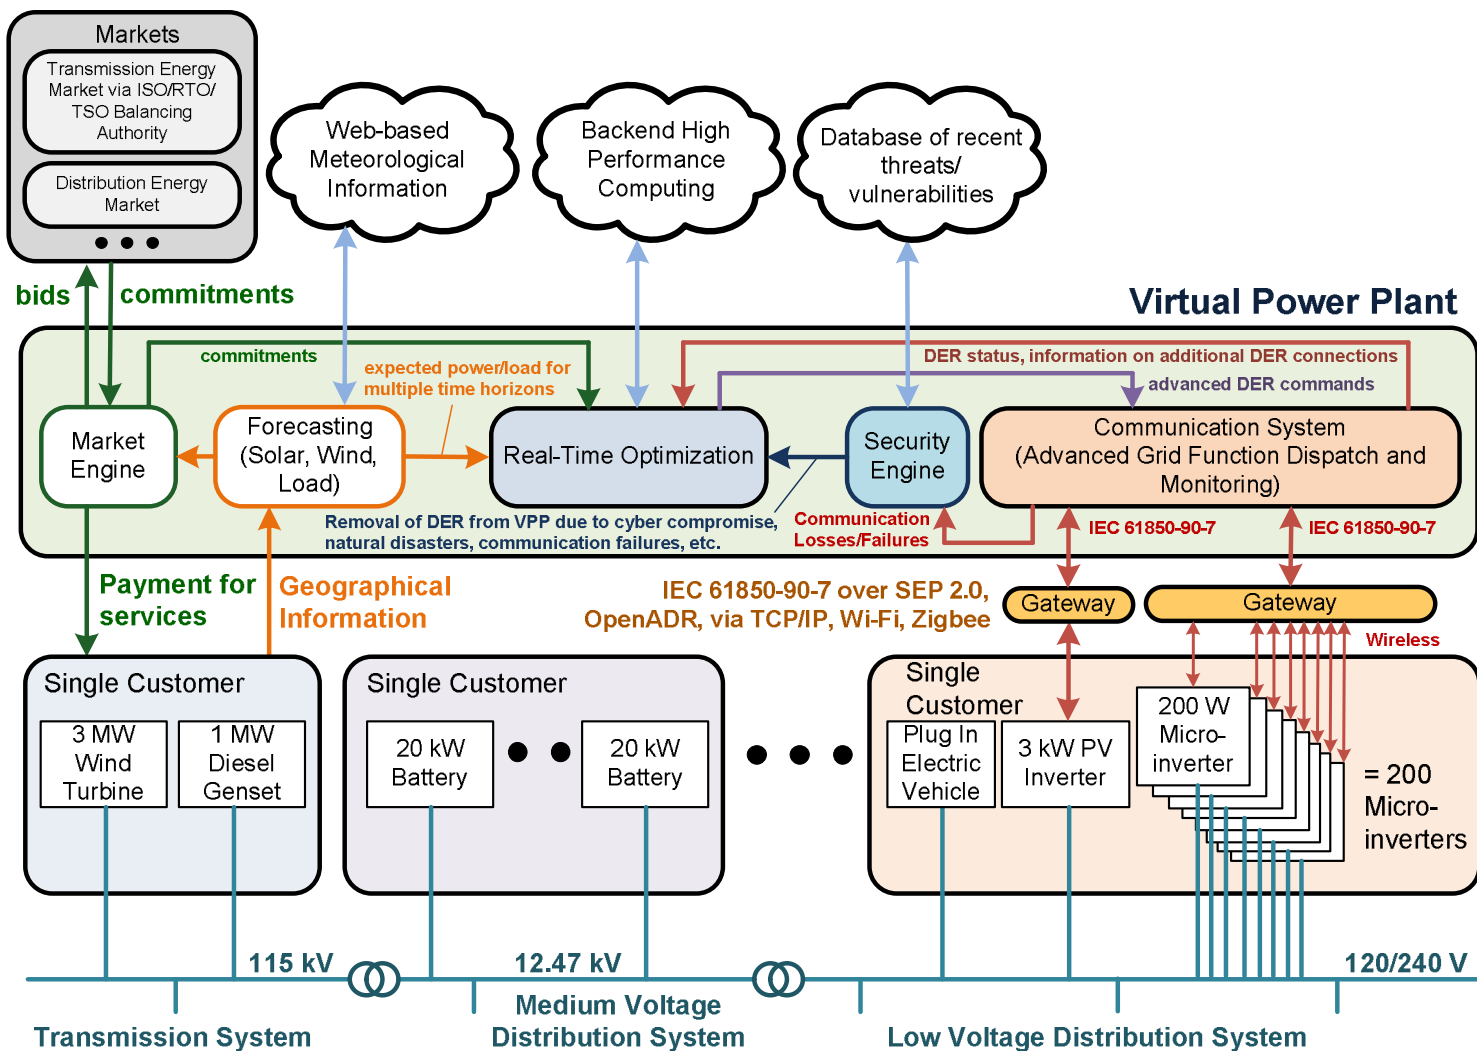 Markets
Transmission Energy
Market via ISO/RTO/
TSO Balancing
Authority
Distribution Energy
Market
Web-based
Meteorological
Information
Backend High
Performance
Computing
Database of recent
threats/
vulnerabilities
bids
commitments
Virtual Power Plant
commitments
expected power/load for
multiple time horizons
DER status, information on additional DER connections
advanced DER commands
Market
Engine
Forecasting
(Solar, Wind,
Load)
Real-Time Optimization
Security
Engine
Communication System
(Advanced Grid Function Dispatch and
Monitoring)
Removal of DER from VPP due to cyber compromise,
natural disasters, communication failures, etc.
Communication
Losses/Failures
IEC 61850-90-7
IEC 61850-90-7
Payment for
services
Geographical
Information
IEC 61850-90-7 over SEP 2.0,
OpenADR, via TCP/IP, Wi-Fi, Zigbee
Gateway
Gateway
Wireless
Single Customer
3 MW
Wind
Turbine
1 MW
Diesel
Genset
Single Customer
20 kW
Battery
20 kW
Battery
Single
Customer
Plug In
Electric
Vehicle
3 kW PV
Inverter
200 W
Micro-
inverter
= 200
Micro-
inverters
115 kV
12.47 kV
120/240 V
Transmission System
Medium Voltage
Distribution System
Low Voltage Distribution System